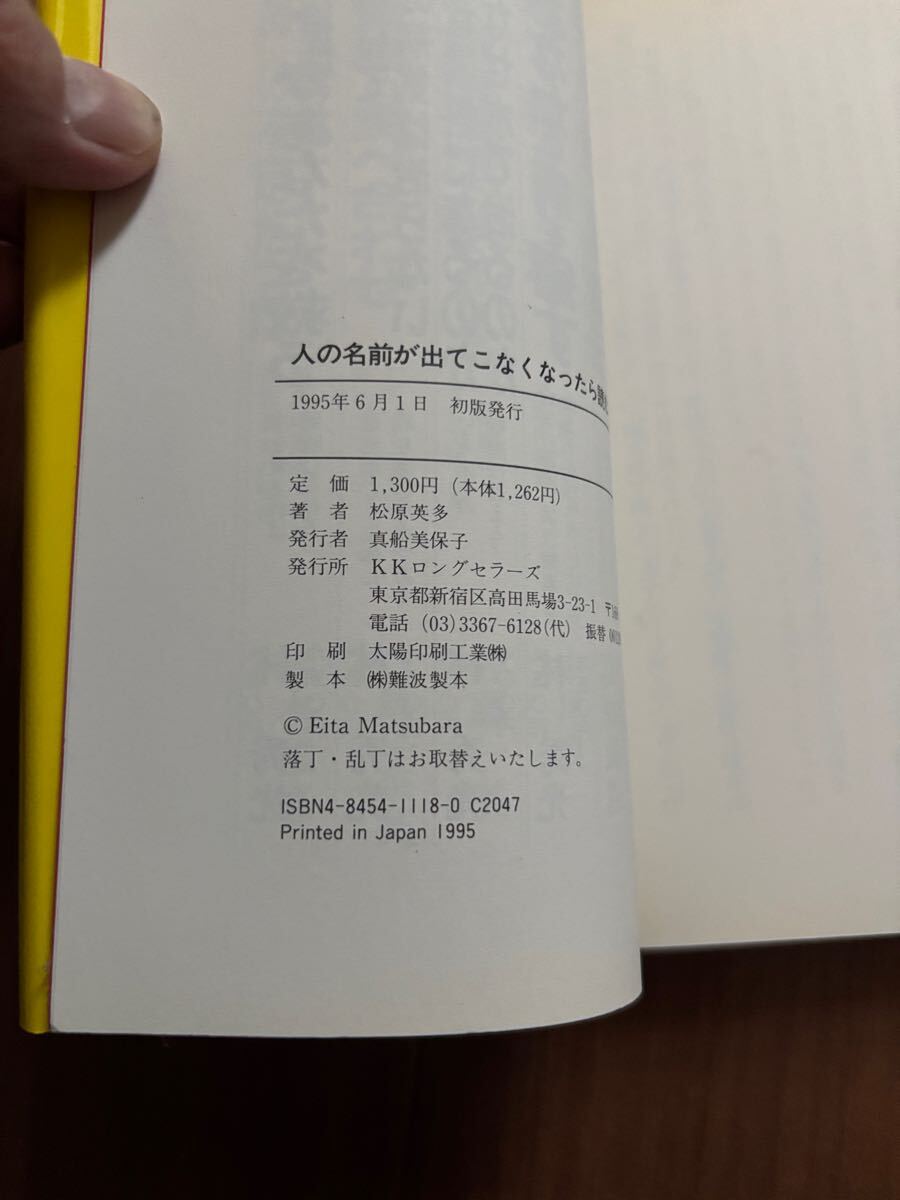 人の名前が出てこなくなったら読
1995年6月1日　初版発行
定　価　1,300円（本体1,262円）
著　者　松原英多
発行者　真船美保子
発行所　KKロングセラーズ
東京都新宿区高田馬場3-23-1　〒
電話 (03)3367-6128(代)　振替
印　刷　太陽印刷工業㈱
製　本　㈱難波製本
© Eita Matsubara
落丁・乱丁はお取替えいたします。
ISBN4-8454-1118-0 C2047
Printed in Japan 1995